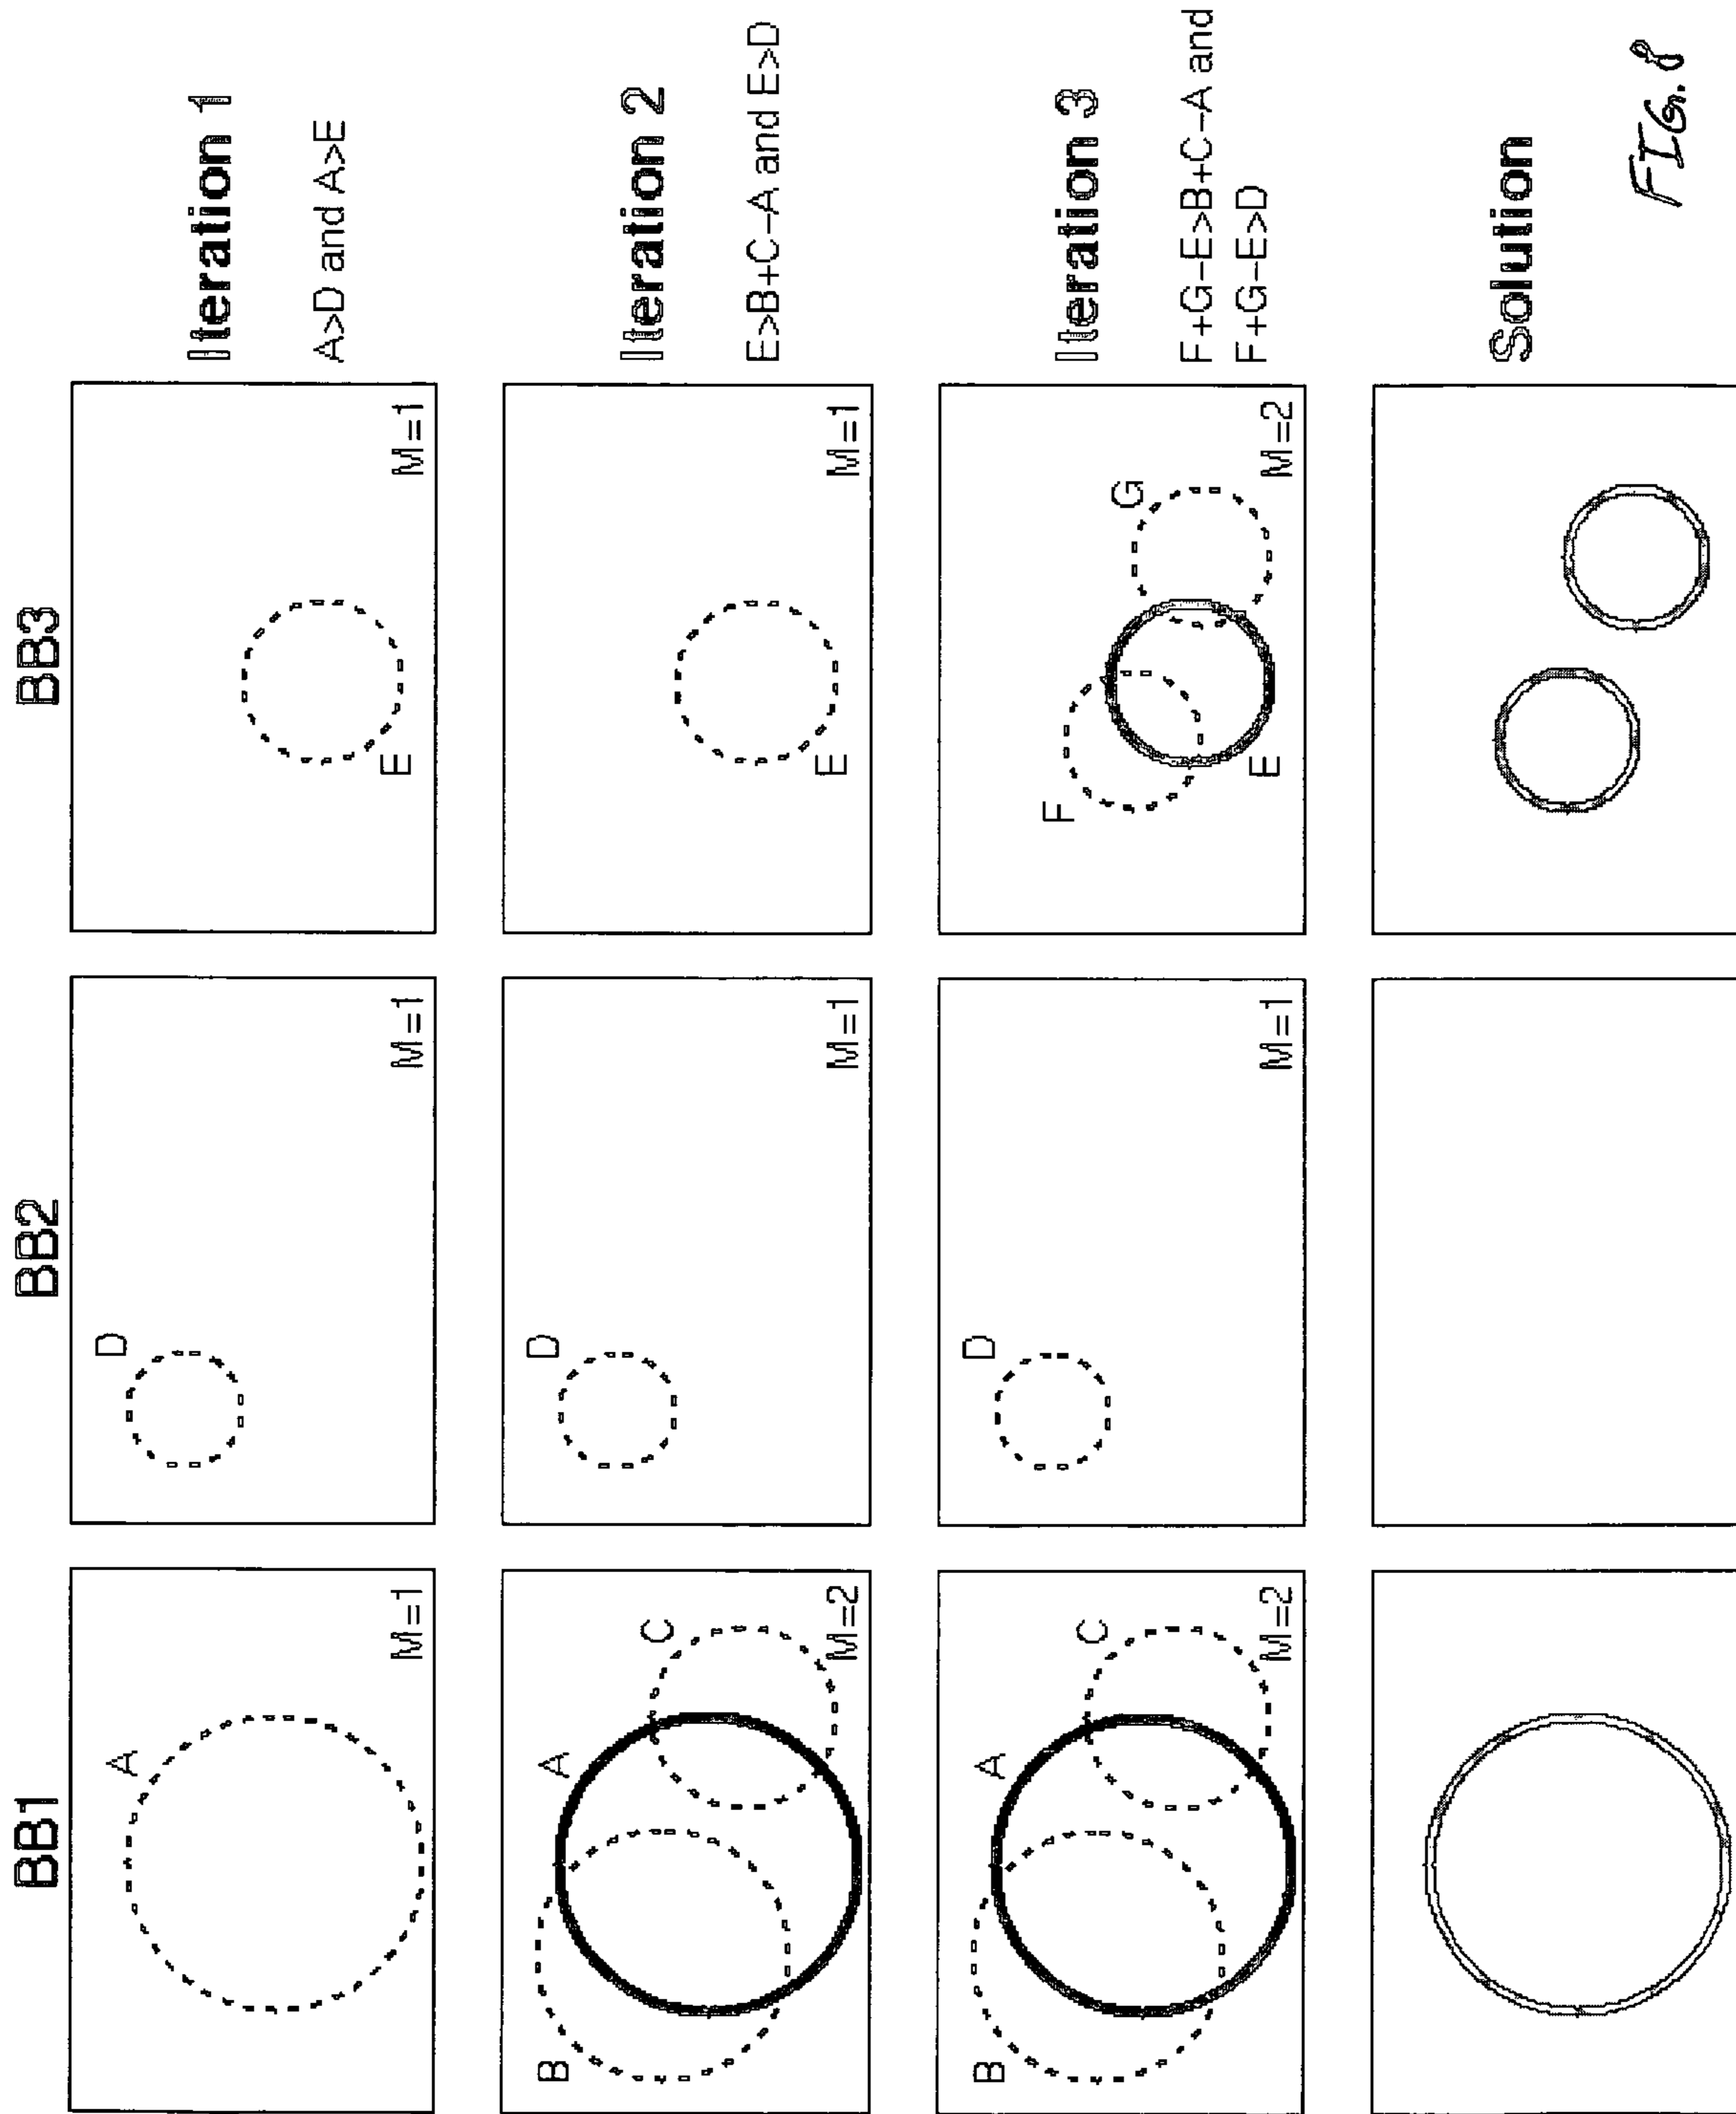 BB1
BB2
BB3
A
M=1
D
M=1
E
M=1
Iteration 1
A>D and A>E
B
A
C
M=2
D
M=1
E
M=1
Iteration 2
E>B+C-A and E>D
B
A
C
M=2
D
M=1
F
E
G
M=2
Iteration 3
F+G-E>B+C-A and
F+G-E>D
Solution
FIG. 8